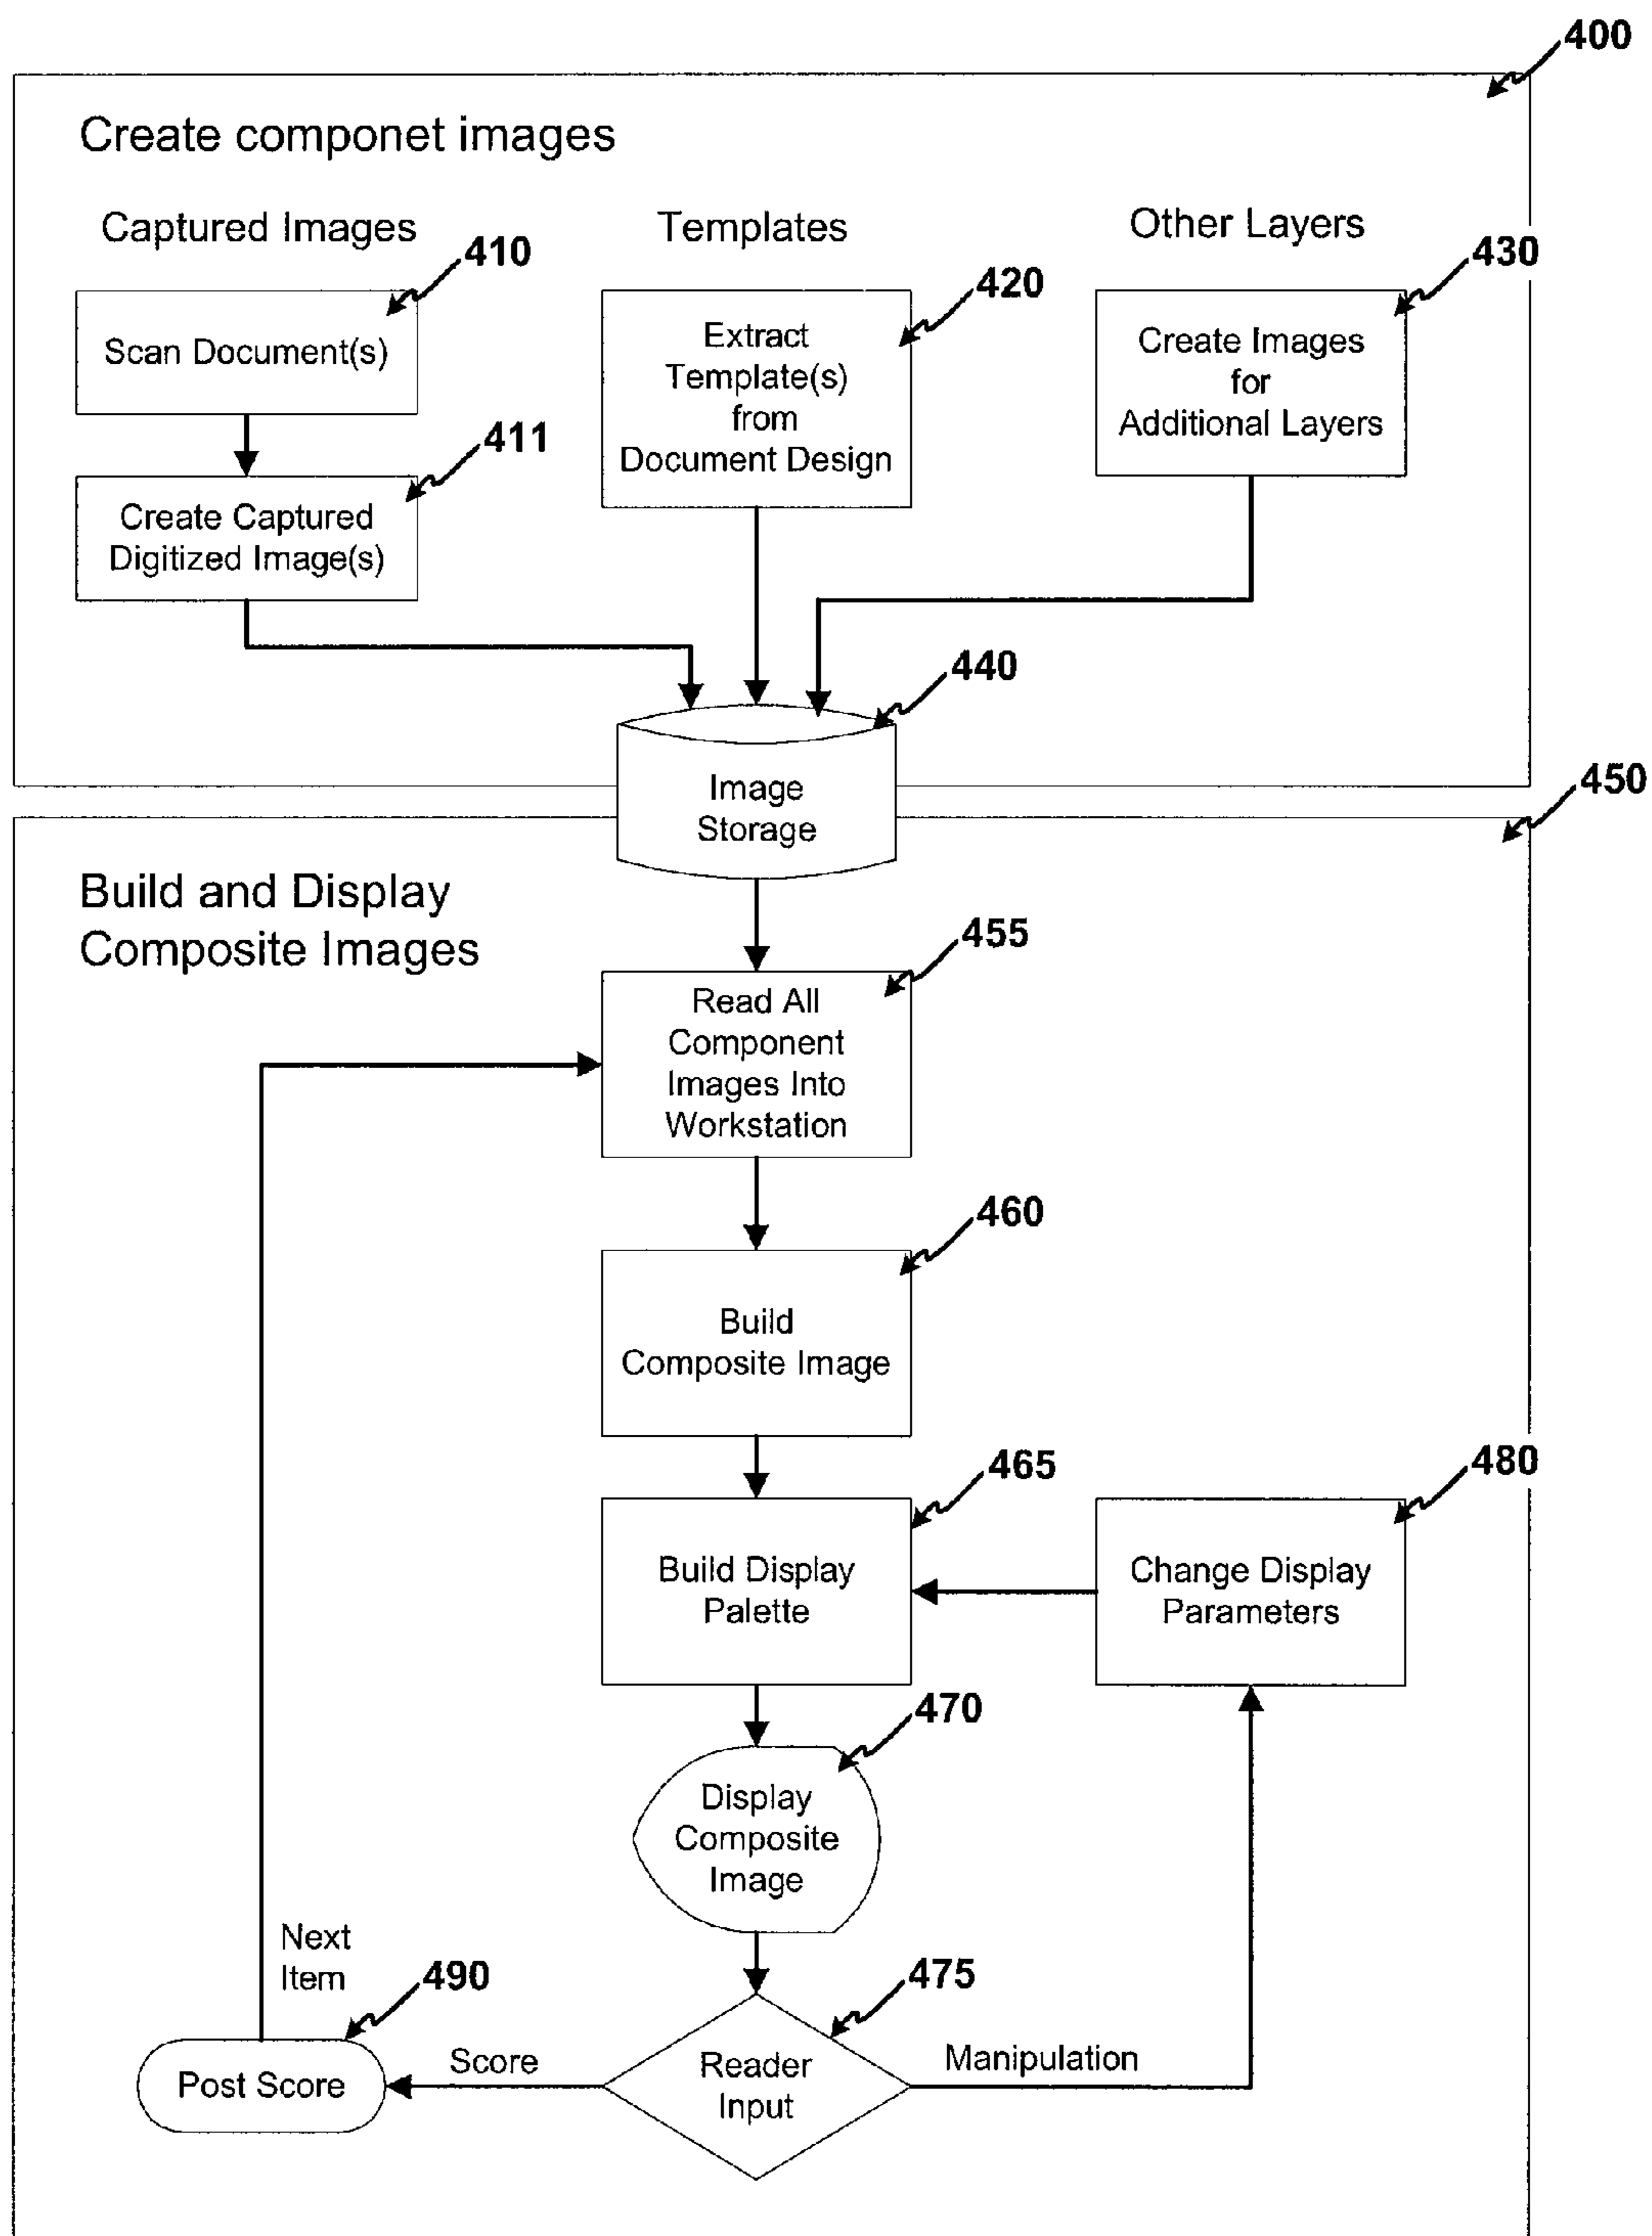 400
Create componet images
Captured Images
Templates
Other Layers
410
420
430
Scan Document(s)
Extract
Template(s)
from
Document Design
Create Images
for
Additional Layers
411
Create Captured
Digitized Image(s)
440
Image
Storage
450
Build and Display
Composite Images
455
Read All
Component
Images Into
Workstation
460
Build
Composite Image
465
480
Build Display
Palette
Change Display
Parameters
470
Display
Composite
Image
Next
Item
490
475
Score
Manipulation
Post Score
Reader
Input